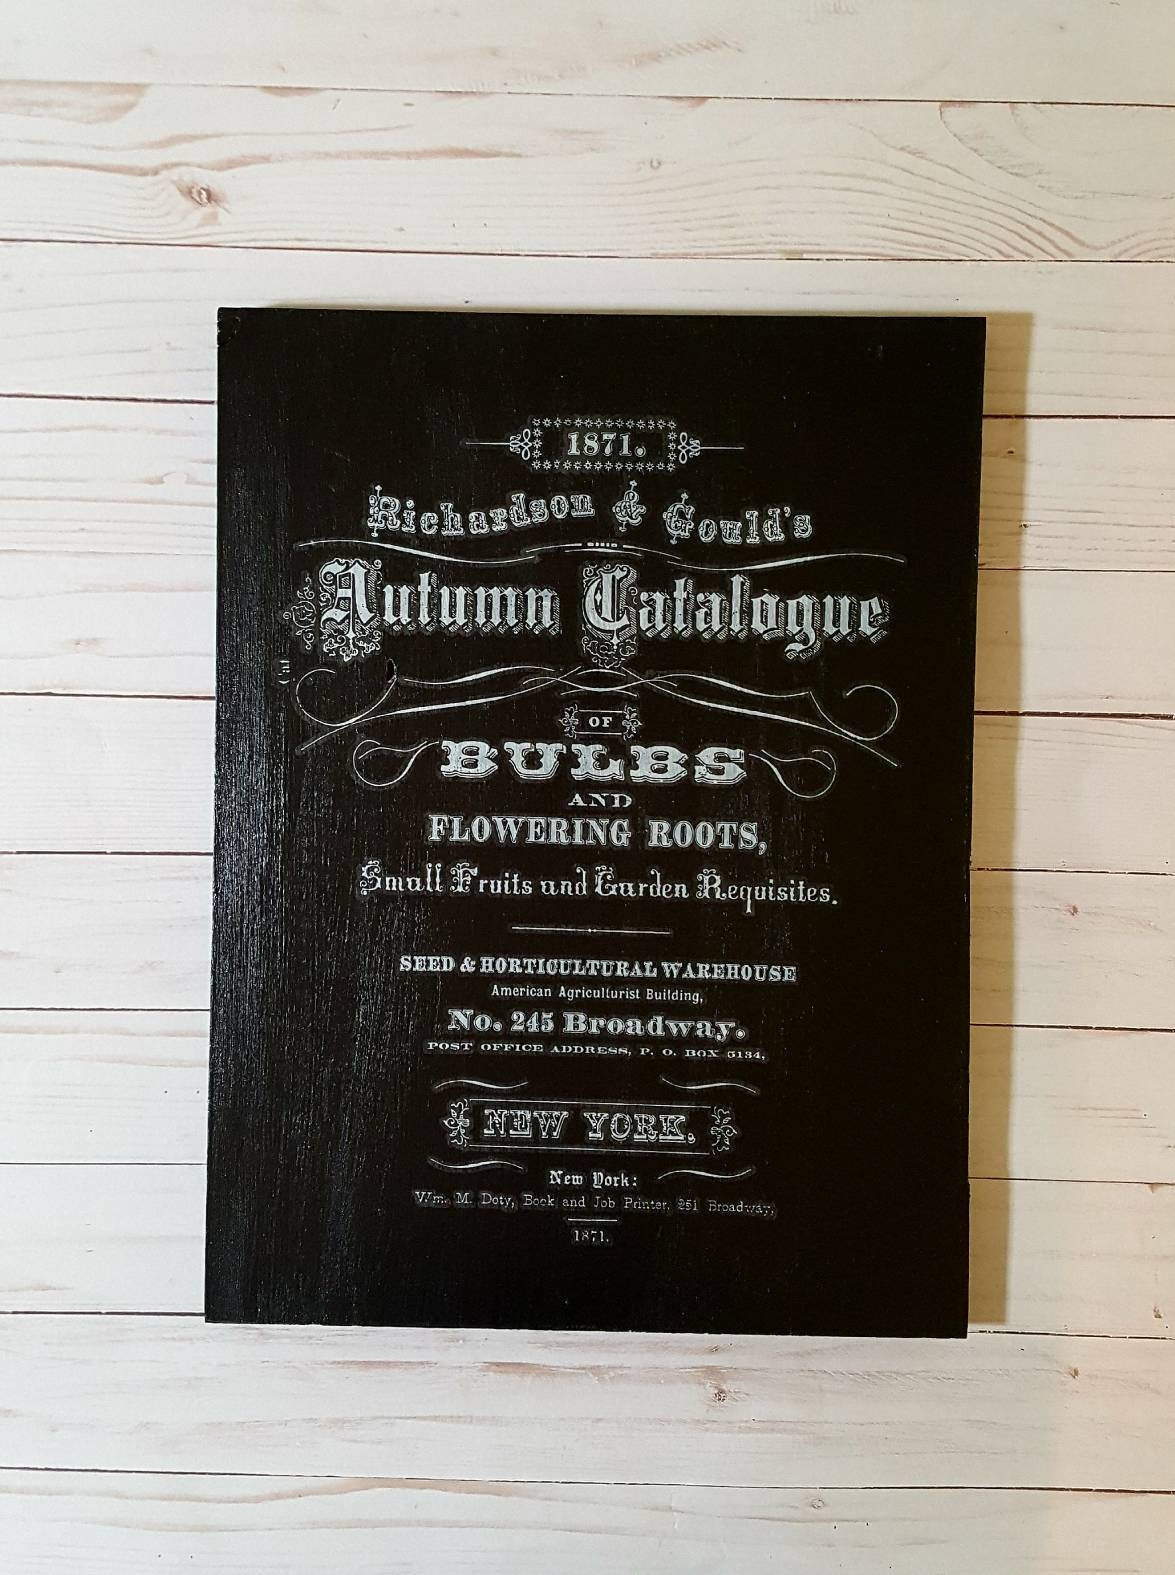 1871.
Richardson & Gould's
Autumn Catalogue
OF
BULBS
AND
FLOWERING ROOTS,
Small Fruits and Garden Requisites.
SEED & HORTICULTURAL WAREHOUSE
American Agriculturist Building,
No. 245 Broadway.
POST OFFICE ADDRESS, P. O. BOX 5134,
NEW YORK.
New York:
Wm. M. Doty, Book and Job Printer, 251 Broadway,
1871.